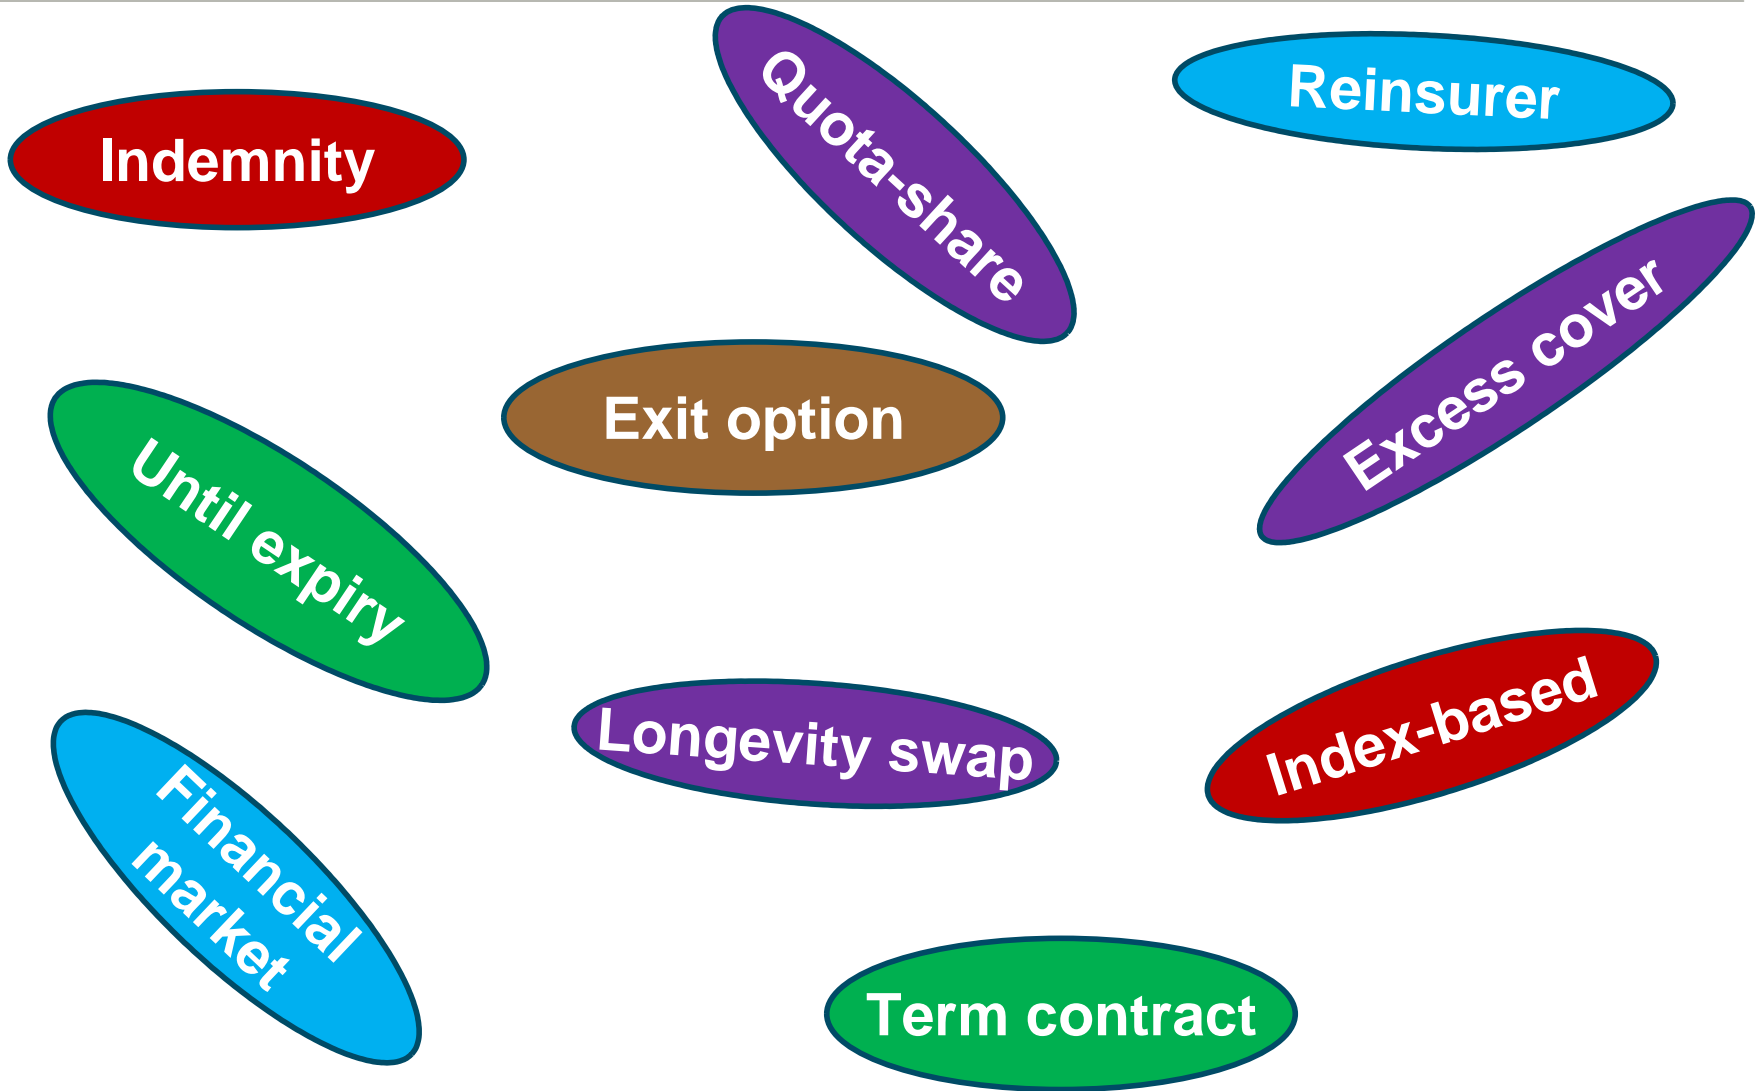 Indemnity
Quota-share
Reinsurer
Excess cover
Exit option
Until expiry
Longevity swap
Index-based
Financial
market
Term contract